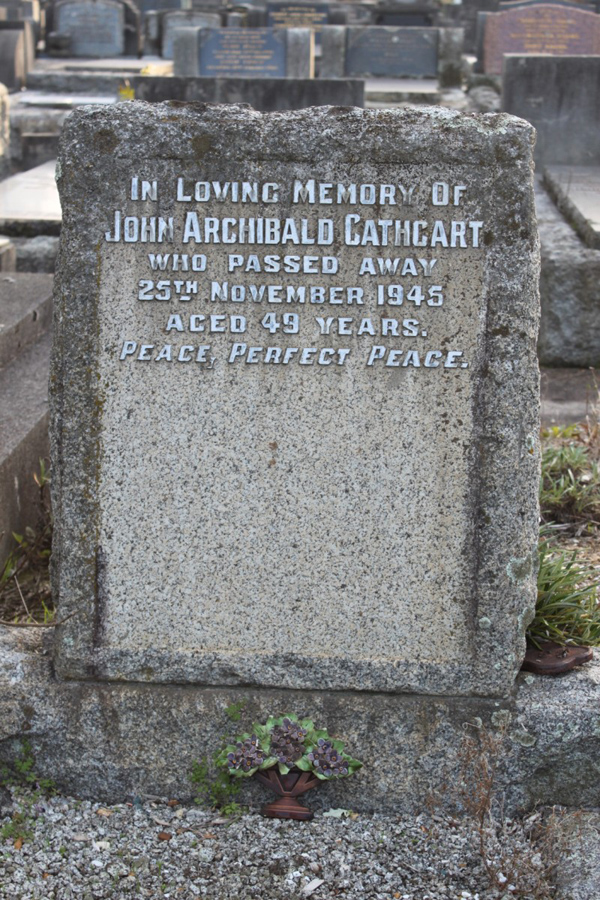 In Loving Memory Of
John Archibald Cathcart
who passed away
25th November 1945
aged 49 years.
Peace, Perfect Peace.